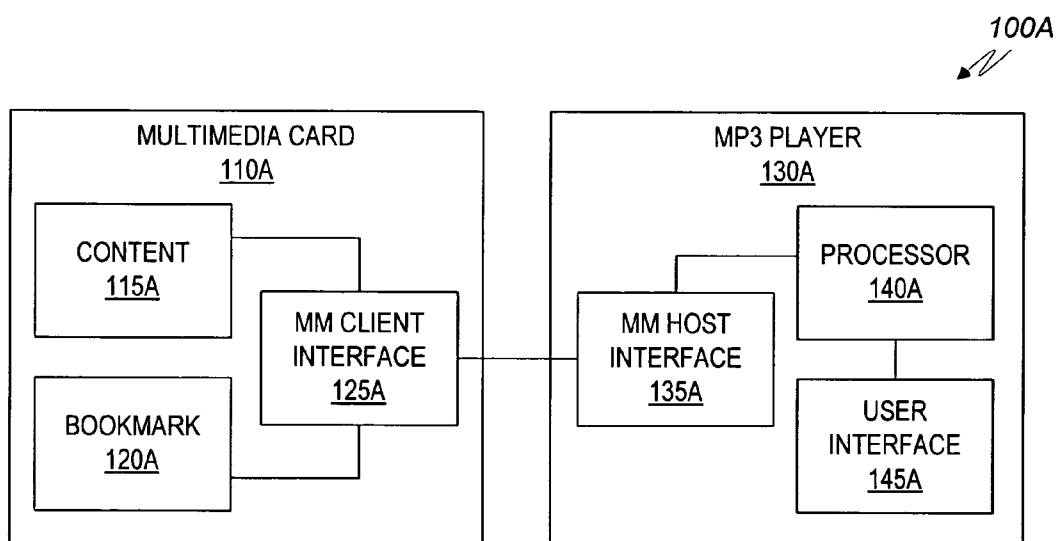 100A
MULTIMEDIA CARD
110A
CONTENT
115A
MM CLIENT
INTERFACE
125A
BOOKMARK
120A
MP3 PLAYER
130A
PROCESSOR
140A
MM HOST
INTERFACE
135A
USER
INTERFACE
145A